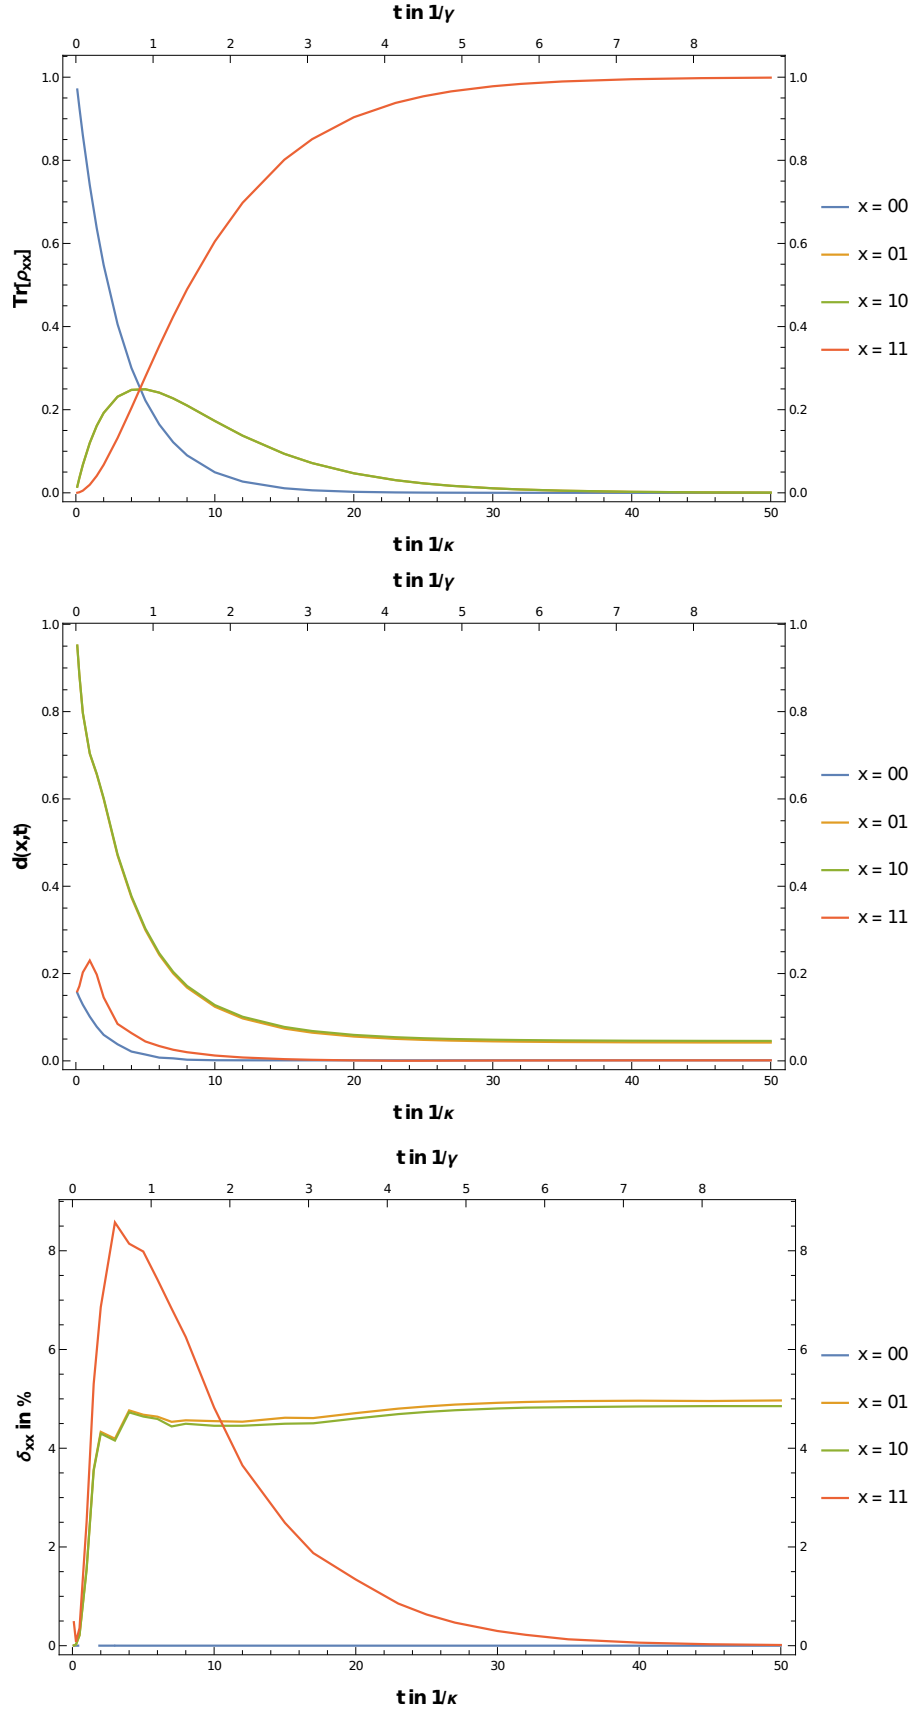 t in 1/γ
0 1 2 3 4 5 6 7 8
1.0 1.0
0.8 0.8
0.6 0.6
0.4 0.4
0.2 0.2
0.0 0.0
Tr[ρxx]
0 10 20 30 40 50
t in 1/κ
x = 00
x = 01
x = 10
x = 11
t in 1/γ
0 1 2 3 4 5 6 7 8
1.0 1.0
0.8 0.8
0.6 0.6
0.4 0.4
0.2 0.2
0.0 0.0
d(x,t)
0 10 20 30 40 50
t in 1/κ
x = 00
x = 01
x = 10
x = 11
t in 1/γ
0 1 2 3 4 5 6 7 8
8 8
6 6
4 4
2 2
0 0
δxx in %
0 10 20 30 40 50
t in 1/κ
x = 00
x = 01
x = 10
x = 11